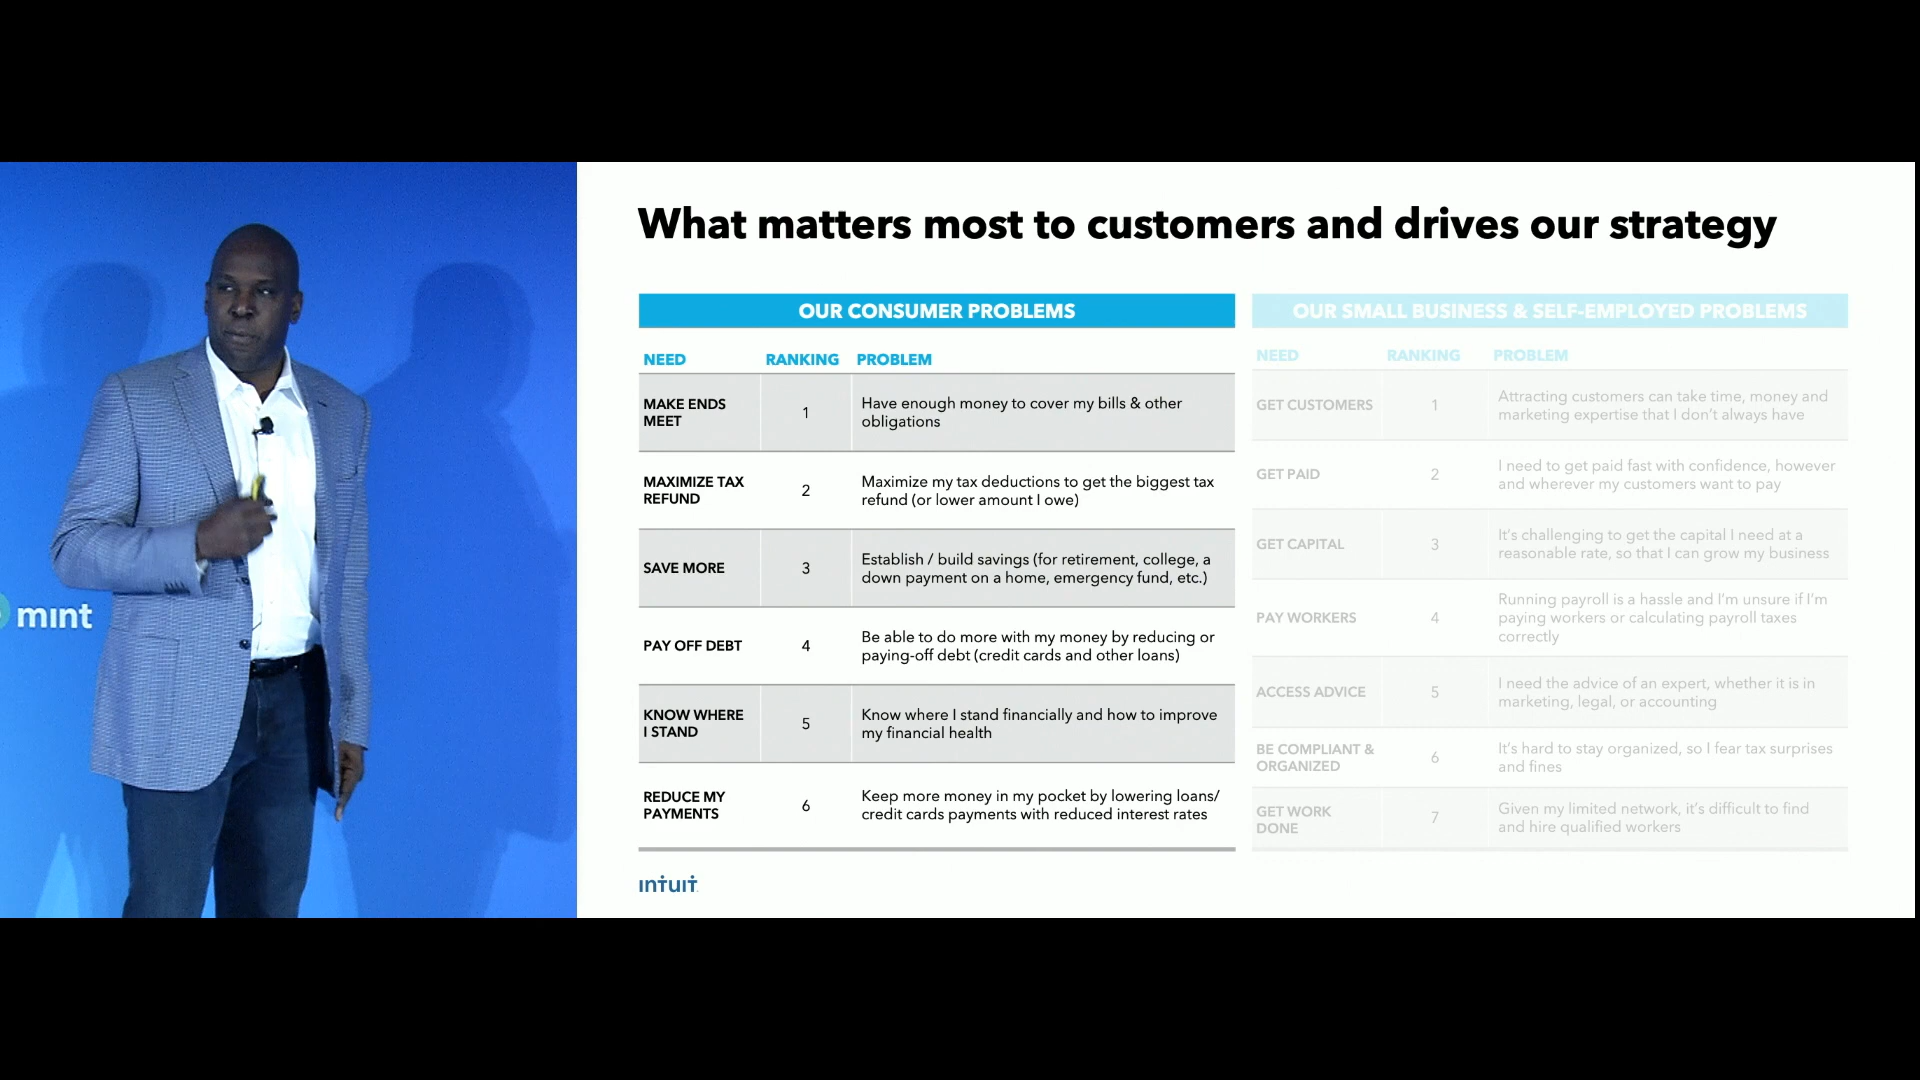 mint
What matters most to customers and drives our strategy
OUR CONSUMER PROBLEMS
NEED RANKING PROBLEM
MAKE ENDS
MEET
1
Have enough money to cover my bills & other
obligations
MAXIMIZE TAX
REFUND
2
Maximize my tax deductions to get the biggest tax
refund (or lower amount I owe)
SAVE MORE
3
Establish / build savings (for retirement, college, a
down payment on a home, emergency fund, etc.)
PAY OFF DEBT
4
Be able to do more with my money by reducing or
paying-off debt (credit cards and other loans)
KNOW WHERE
I STAND
5
Know where I stand financially and how to improve
my financial health
REDUCE MY
PAYMENTS
6
Keep more money in my pocket by lowering loans/
credit cards payments with reduced interest rates
OUR SMALL BUSINESS & SELF-EMPLOYED PROBLEMS
NEED RANKING PROBLEM
GET CUSTOMERS
1
Attracting customers can take time, money and
marketing expertise that I don't always have
GET PAID
2
I need to get paid fast with confidence, however
and wherever my customers want to pay
GET CAPITAL
3
It's challenging to get the capital I need at a
reasonable rate, so that I can grow my business
PAY WORKERS
4
Running payroll is a hassle and I'm unsure if I'm
paying workers or calculating payroll taxes
correctly
ACCESS ADVICE
5
I need the advice of an expert, whether it is in
marketing, legal, or accounting
BE COMPLIANT &
ORGANIZED
6
It's hard to stay organized, so I fear tax surprises
and fines
GET WORK
DONE
7
Given my limited network, it's difficult to find
and hire qualified workers
intuit